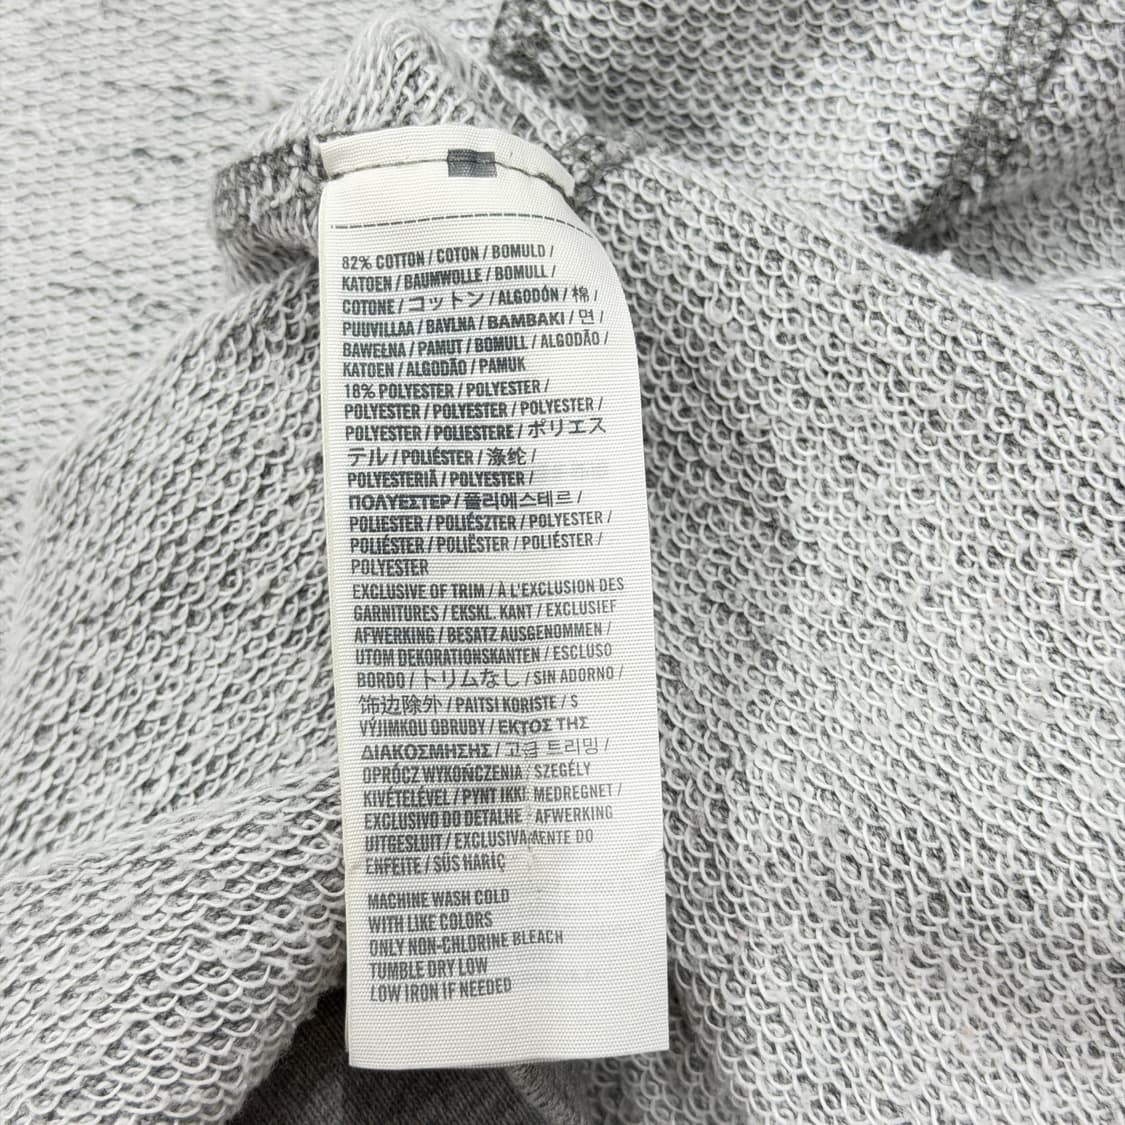 82% COTTON / COTON / BOMULD /
KATOEN / BAUMWOLLE / BOMULL /
COTONE / コットン / ALGODÓN / 棉 /
PUUVILLAA / BAVLNA / BAMBAKI / 면 /
BAWEŁNA / PAMUT / BOMULL / ALGODÃO /
KATOEN / ALGODÃO / PAMUK
18% POLYESTER / POLYESTER /
POLYESTER / POLYESTER / POLYESTER /
POLYESTER / POLIESTERE / ポリエス
テル / POLIÉSTER / 涤纶 /
POLYESTERIÄ / POLYESTER /
ΠΟΛΥΕΣΤΕΡ / 폴리에스테르 /
POLIESTER / POLIÉSZTER / POLYESTER /
POLIÉSTER / POLIËSTER / POLIÉSTER /
POLYESTER
EXCLUSIVE OF TRIM / À L'EXCLUSION DES
GARNITURES / EKSKL. KANT / EXCLUSIEF
AFWERKING / BESATZ AUSGENOMMEN /
UTOM DEKORATIONSKANTEN / ESCLUSO
BORDO / トリムなし / SIN ADORNO /
饰边除外 / PAITSI KORISTE / S
VÝJIMKOU OBRUBY / ΕΚΤΟΣ ΤΗΣ
ΔΙΑΚΟΣΜΗΣΗΣ / 고급 트리밍 /
OPRÓCZ WYKOŃCZENIA / SZEGÉLY
KIVÉTELÉVEL / PYNT IKKE MEDREGNET /
EXCLUSIVO DO DETALHE / AFWERKING
UITGESLUIT / EXCLUSIVAMENTE DO
ENFEITE / SÜS HARİÇ
MACHINE WASH COLD
WITH LIKE COLORS
ONLY NON-CHLORINE BLEACH
TUMBLE DRY LOW
LOW IRON IF NEEDED